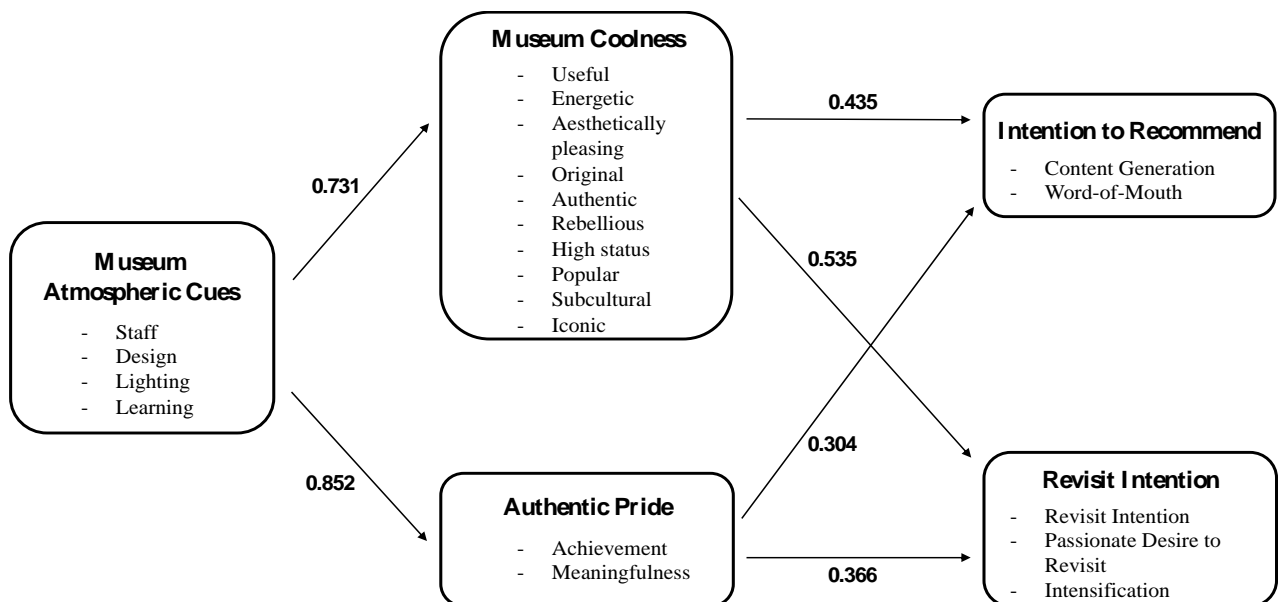 Museum Coolness
- Useful
- Energetic
- Aesthetically
pleasing
- Original
- Authentic
- Rebellious
- High status
- Popular
- Subcultural
- Iconic
0.435
Intention to Recommend
- Content Generation
- Word-of-Mouth
0.731
Museum
Atmospheric Cues
- Staff
- Design
- Lighting
- Learning
0.535
0.852
0.304
Authentic Pride
- Achievement
- Meaningfulness
0.366
Revisit Intention
- Revisit Intention
- Passionate Desire to
Revisit
- Intensification